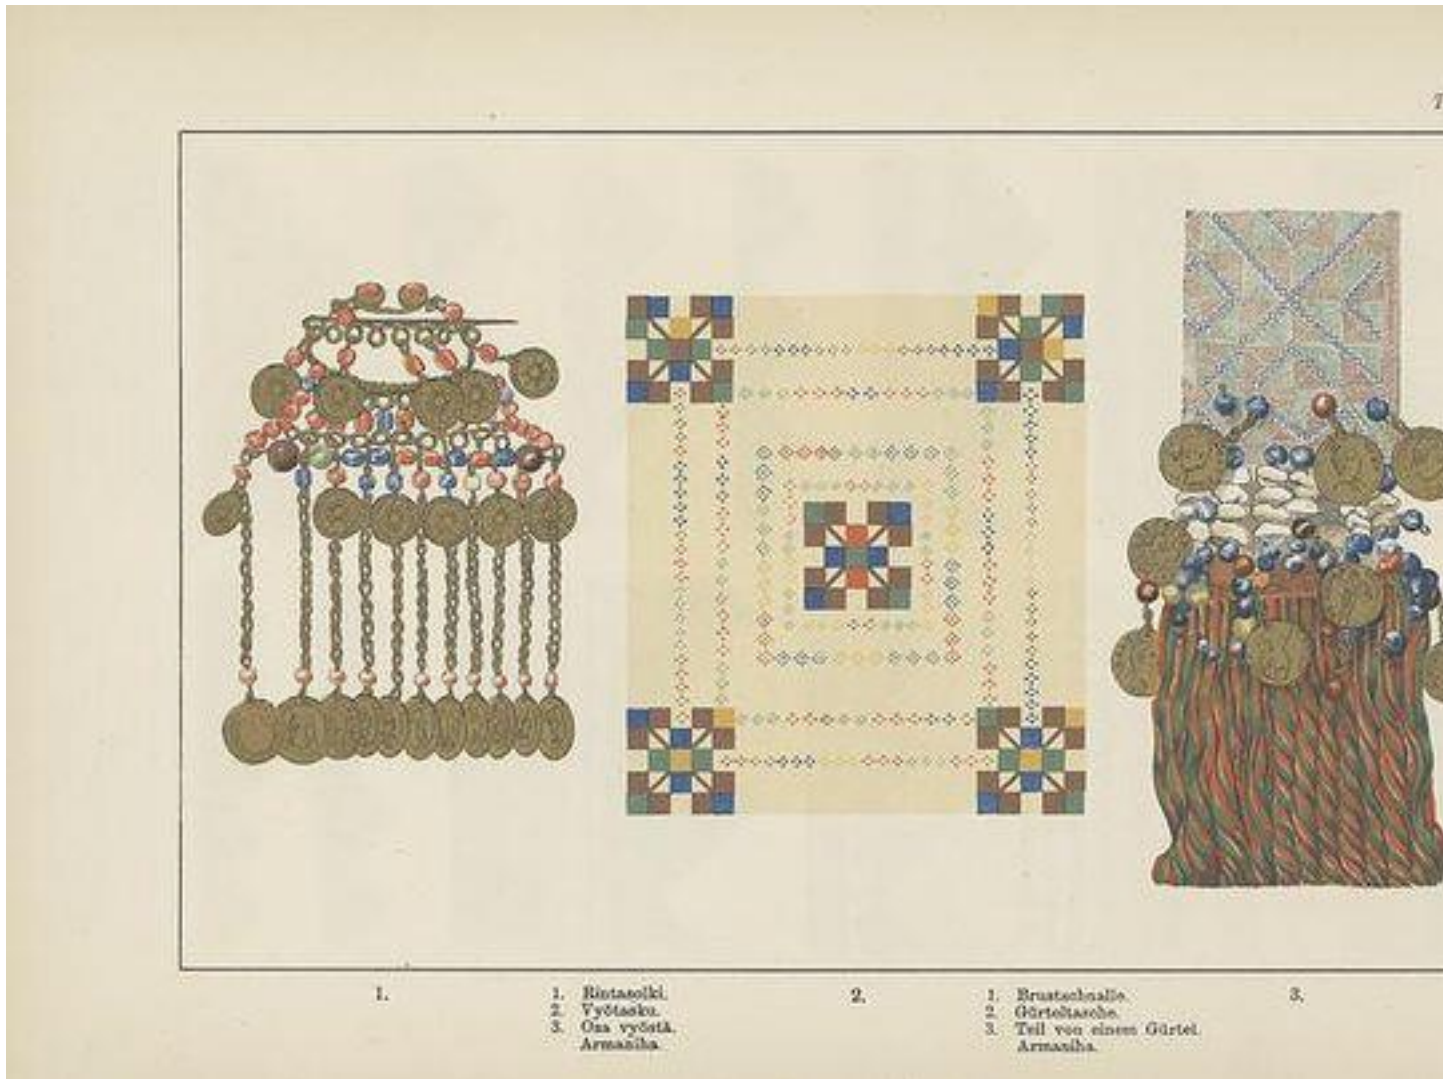 1.
1. Rintasolki.
2. Vyötasku.
3. Osa vyöstä.
Armaniha.
2.
1. Brustschnalle.
2. Gürteltasche.
3. Teil von einem Gürtel.
Armaniha.
3.